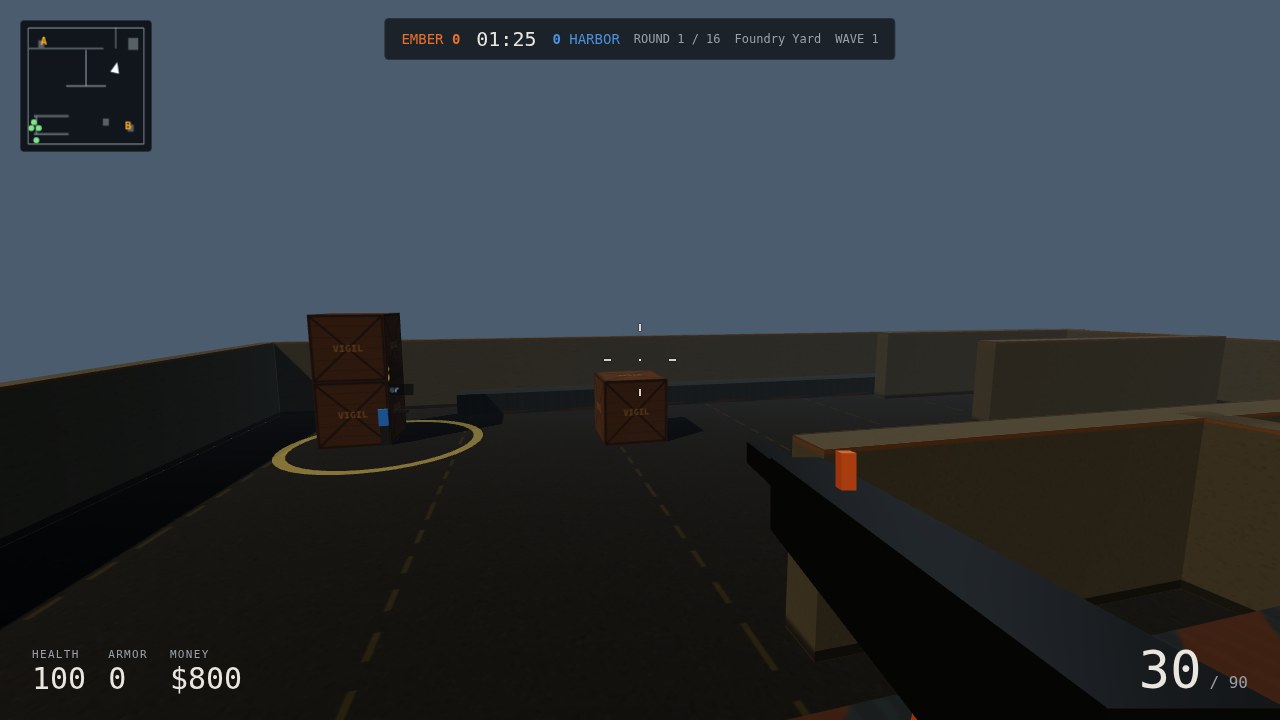 A
B
EMBER 0 01:25 0 HARBOR ROUND 1 / 16 Foundry Yard WAVE 1
VIGIL
VIGIL
VIGIL
HEALTH ARMOR MONEY
100 0 $800
30 / 90